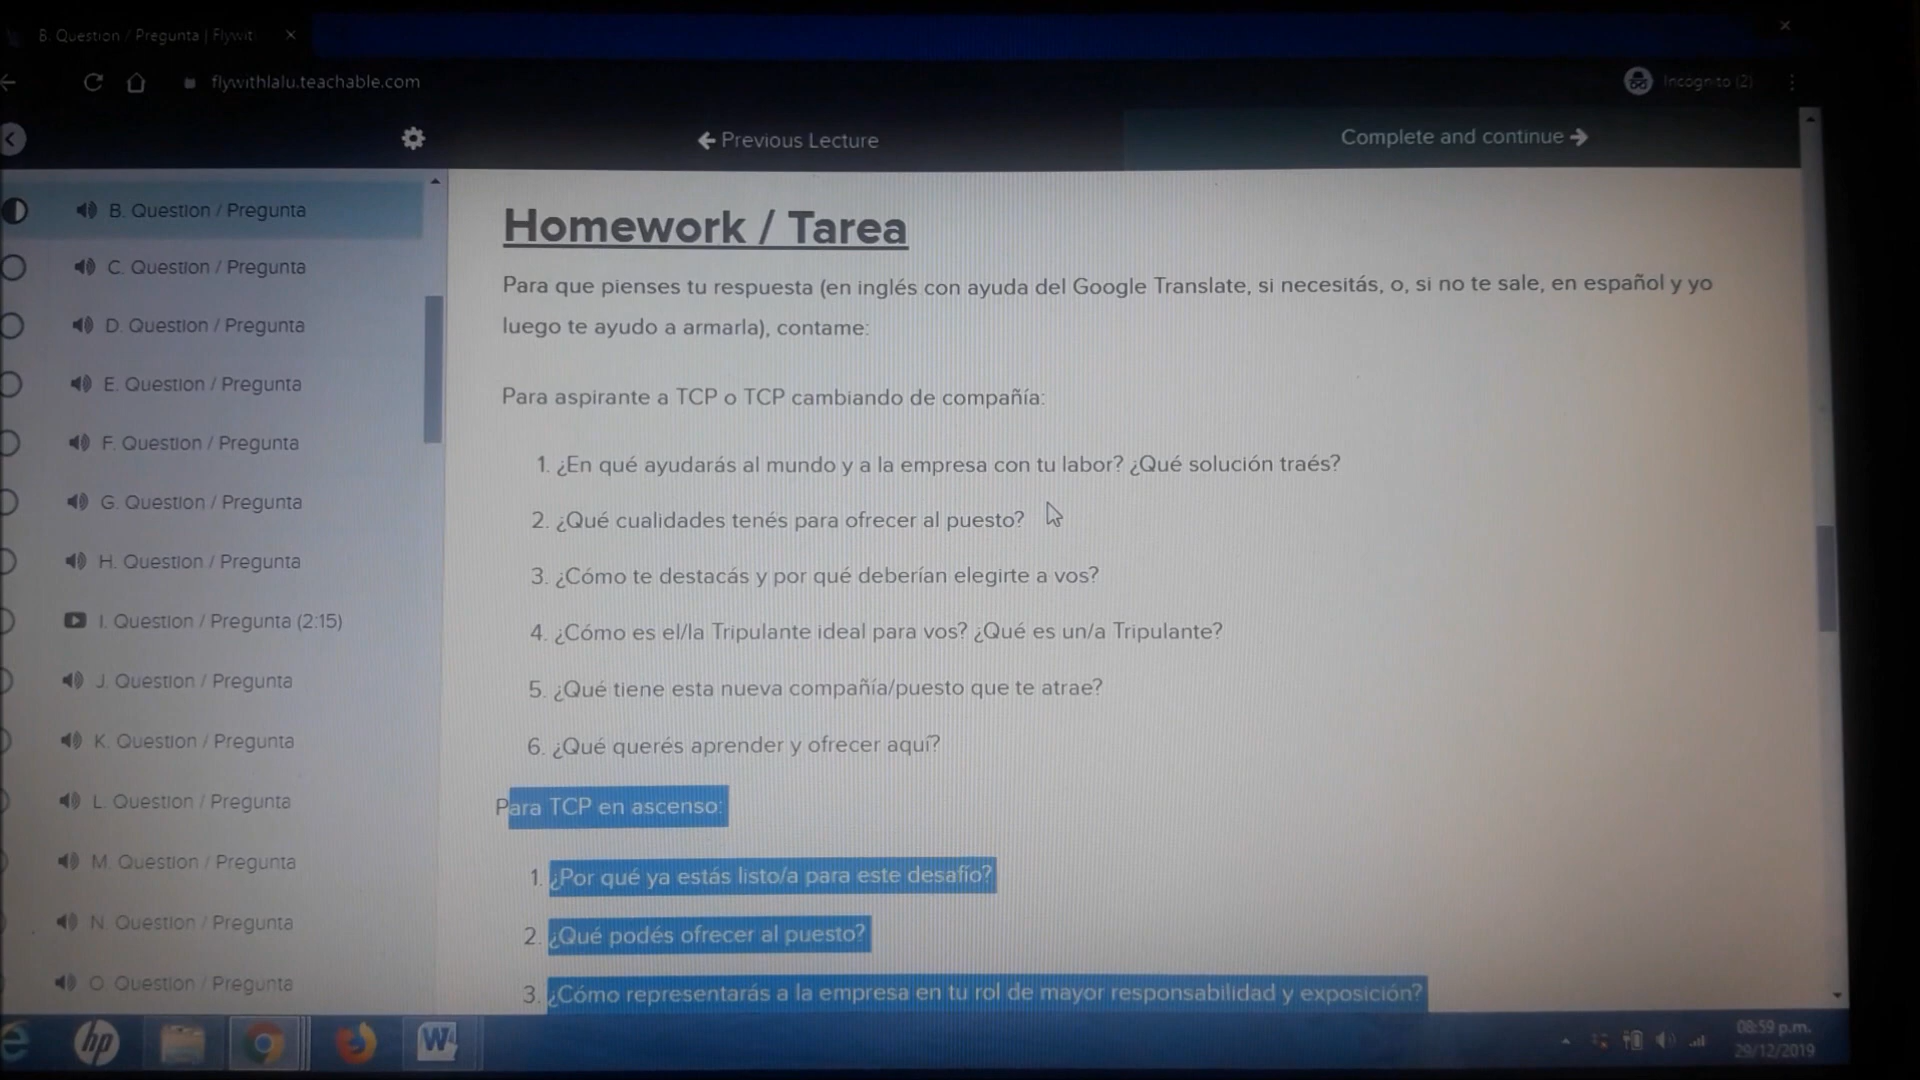 B. Question / Pregunta | Flywit
flywithlalu.teachable.com
Incognito (2)
Previous Lecture
Complete and continue
B. Question / Pregunta
C. Question / Pregunta
D. Question / Pregunta
E. Question / Pregunta
F. Question / Pregunta
G. Question / Pregunta
H. Question / Pregunta
I. Question / Pregunta (2:15)
J. Question / Pregunta
K. Question / Pregunta
L. Question / Pregunta
M. Question / Pregunta
N. Question / Pregunta
O. Question / Pregunta
Homework / Tarea
Para que pienses tu respuesta (en inglés con ayuda del Google Translate, si necesitás, o, si no te sale, en español y yo
luego te ayudo a armarla), contame:
Para aspirante a TCP o TCP cambiando de compañía:
1. ¿En qué ayudarás al mundo y a la empresa con tu labor? ¿Qué solución traés?
2. ¿Qué cualidades tenés para ofrecer al puesto?
3. ¿Cómo te destacás y por qué deberían elegirte a vos?
4. ¿Cómo es el/la Tripulante ideal para vos? ¿Qué es un/a Tripulante?
5. ¿Qué tiene esta nueva compañía/puesto que te atrae?
6. ¿Qué querés aprender y ofrecer aquí?
Para TCP en ascenso:
1. ¿Por qué ya estás listo/a para este desafío?
2. ¿Qué podés ofrecer al puesto?
3. ¿Cómo representarás a la empresa en tu rol de mayor responsabilidad y exposición?
hp
W
08:59 p.m.
29/12/2019